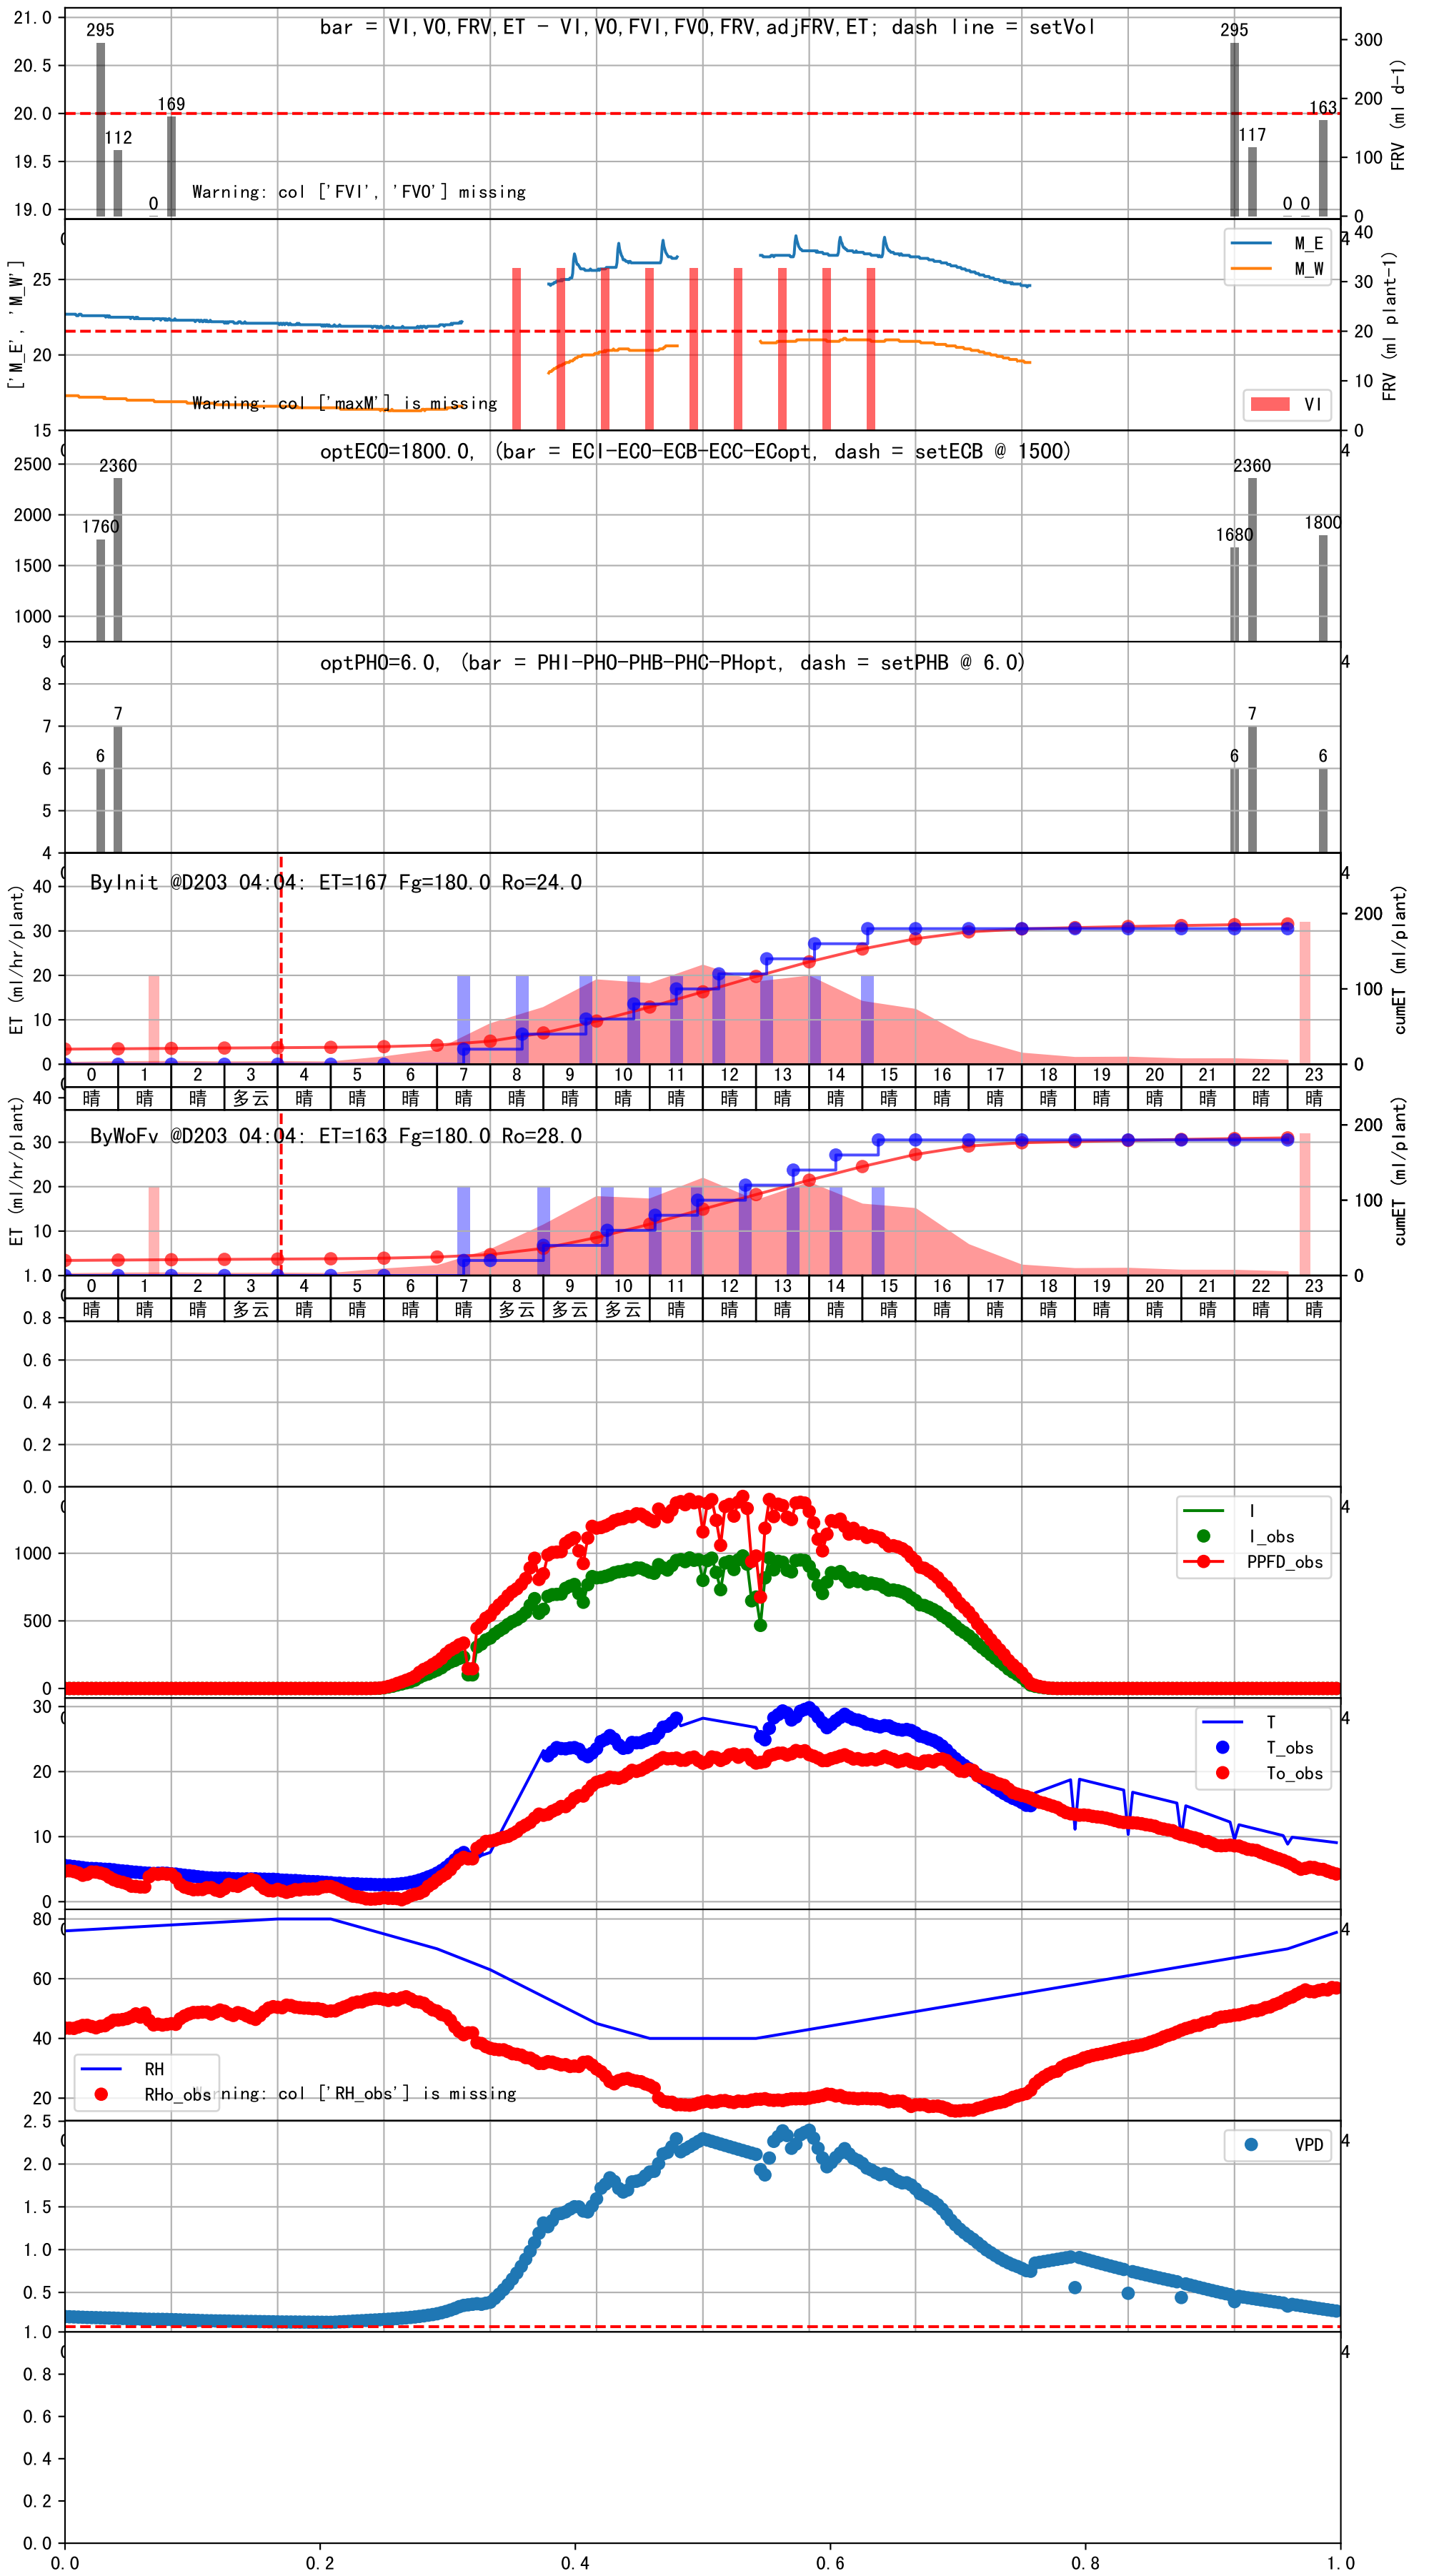 bar = VI,VO,FRV,ET - VI,VO,FVI,FVO,FRV,adjFRV,ET; dash line = setVol
21.0
20.5
20.0
19.5
19.0
295
112
0
169
295
117
0 0
163
300
200
100
0
FRV (ml d-1)
Warning: col ['FVI', 'FVO'] missing
['M_E', 'M_W']
25
20
15
M_E
M_W
VI
40
30
20
10
0
FRV (ml plant-1)
Warning: col ['maxM'] is missing
optECO=1800.0, (bar = ECI-ECO-ECB-ECC-ECopt, dash = setECB @ 1500)
2500
2000
1500
1000
1760
2360
1680
2360
1800
optPHO=6.0, (bar = PHI-PHO-PHB-PHC-PHopt, dash = setPHB @ 6.0)
9
8
7
6
5
4
6
7
6
7
6
ByInit @D203 04:04: ET=167 Fg=180.0 Ro=24.0
ET (ml/hr/plant)
40
30
20
10
0
200
100
0
cumET (ml/plant)
0 1 2 3 4 5 6 7 8 9 10 11 12 13 14 15 16 17 18 19 20 21 22 23
晴 晴 晴 多云 晴 晴 晴 晴 晴 晴 晴 晴 晴 晴 晴 晴 晴 晴 晴 晴 晴 晴 晴 晴
ByWoFv @D203 04:04: ET=163 Fg=180.0 Ro=28.0
ET (ml/hr/plant)
40
30
20
10
200
100
0
cumET (ml/plant)
0 1 2 3 4 5 6 7 8 9 10 11 12 13 14 15 16 17 18 19 20 21 22 23
晴 晴 晴 多云 晴 晴 晴 晴 多云 多云 多云 晴 晴 晴 晴 晴 晴 晴 晴 晴 晴 晴 晴 晴
1.0
0.8
0.6
0.4
0.2
0.0
1000
500
0
I
I_obs
PPFD_obs
30
20
10
0
T
T_obs
To_obs
80
60
40
20
RH
RHo_obs
rning: col ['RH_obs'] is missing
2.5
2.0
1.5
1.0
0.5
VPD
1.0
0.8
0.6
0.4
0.2
0.0
0.0 0.2 0.4 0.6 0.8 1.0